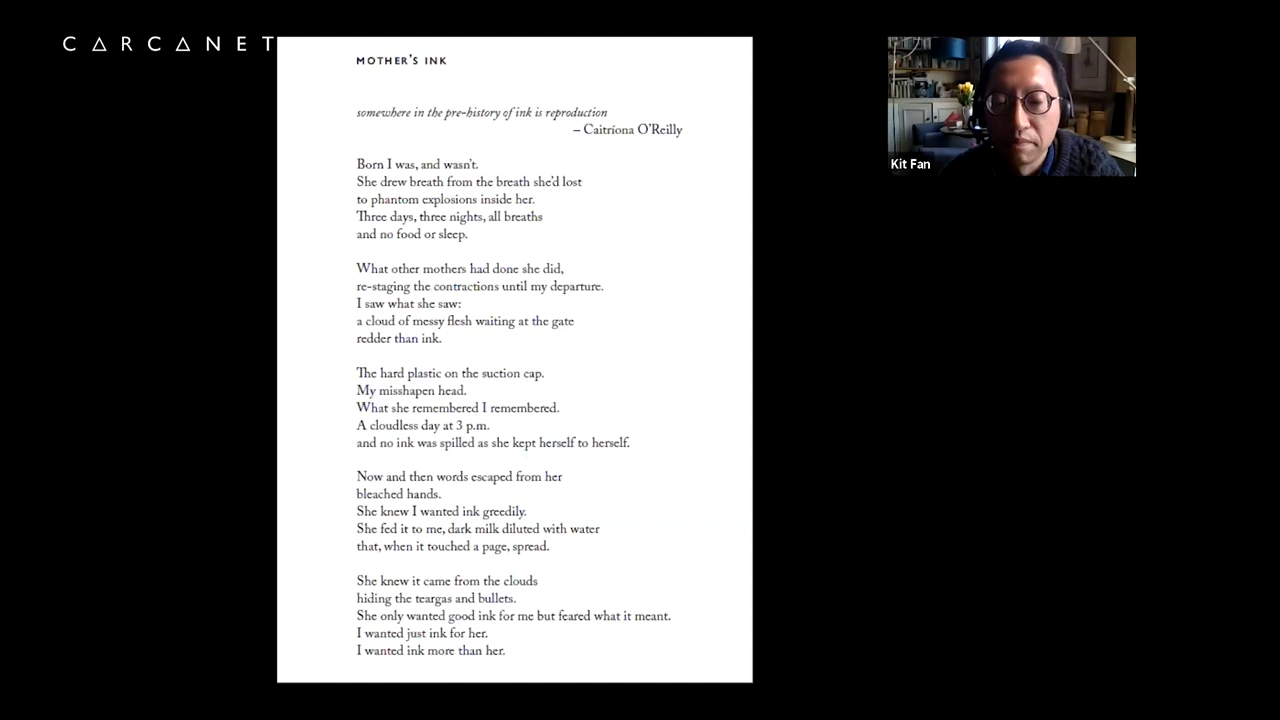 CARCANET
MOTHER'S INK
somewhere in the pre-history of ink is reproduction
– Caitríona O'Reilly
Born I was, and wasn't.
She drew breath from the breath she'd lost
to phantom explosions inside her.
Three days, three nights, all breaths
and no food or sleep.
What other mothers had done she did,
re-staging the contractions until my departure.
I saw what she saw:
a cloud of messy flesh waiting at the gate
redder than ink.
The hard plastic on the suction cap.
My misshapen head.
What she remembered I remembered.
A cloudless day at 3 p.m.
and no ink was spilled as she kept herself to herself.
Now and then words escaped from her
bleached hands.
She knew I wanted ink greedily.
She fed it to me, dark milk diluted with water
that, when it touched a page, spread.
She knew it came from the clouds
hiding the teargas and bullets.
She only wanted good ink for me but feared what it meant.
I wanted just ink for her.
I wanted ink more than her.
Kit Fan